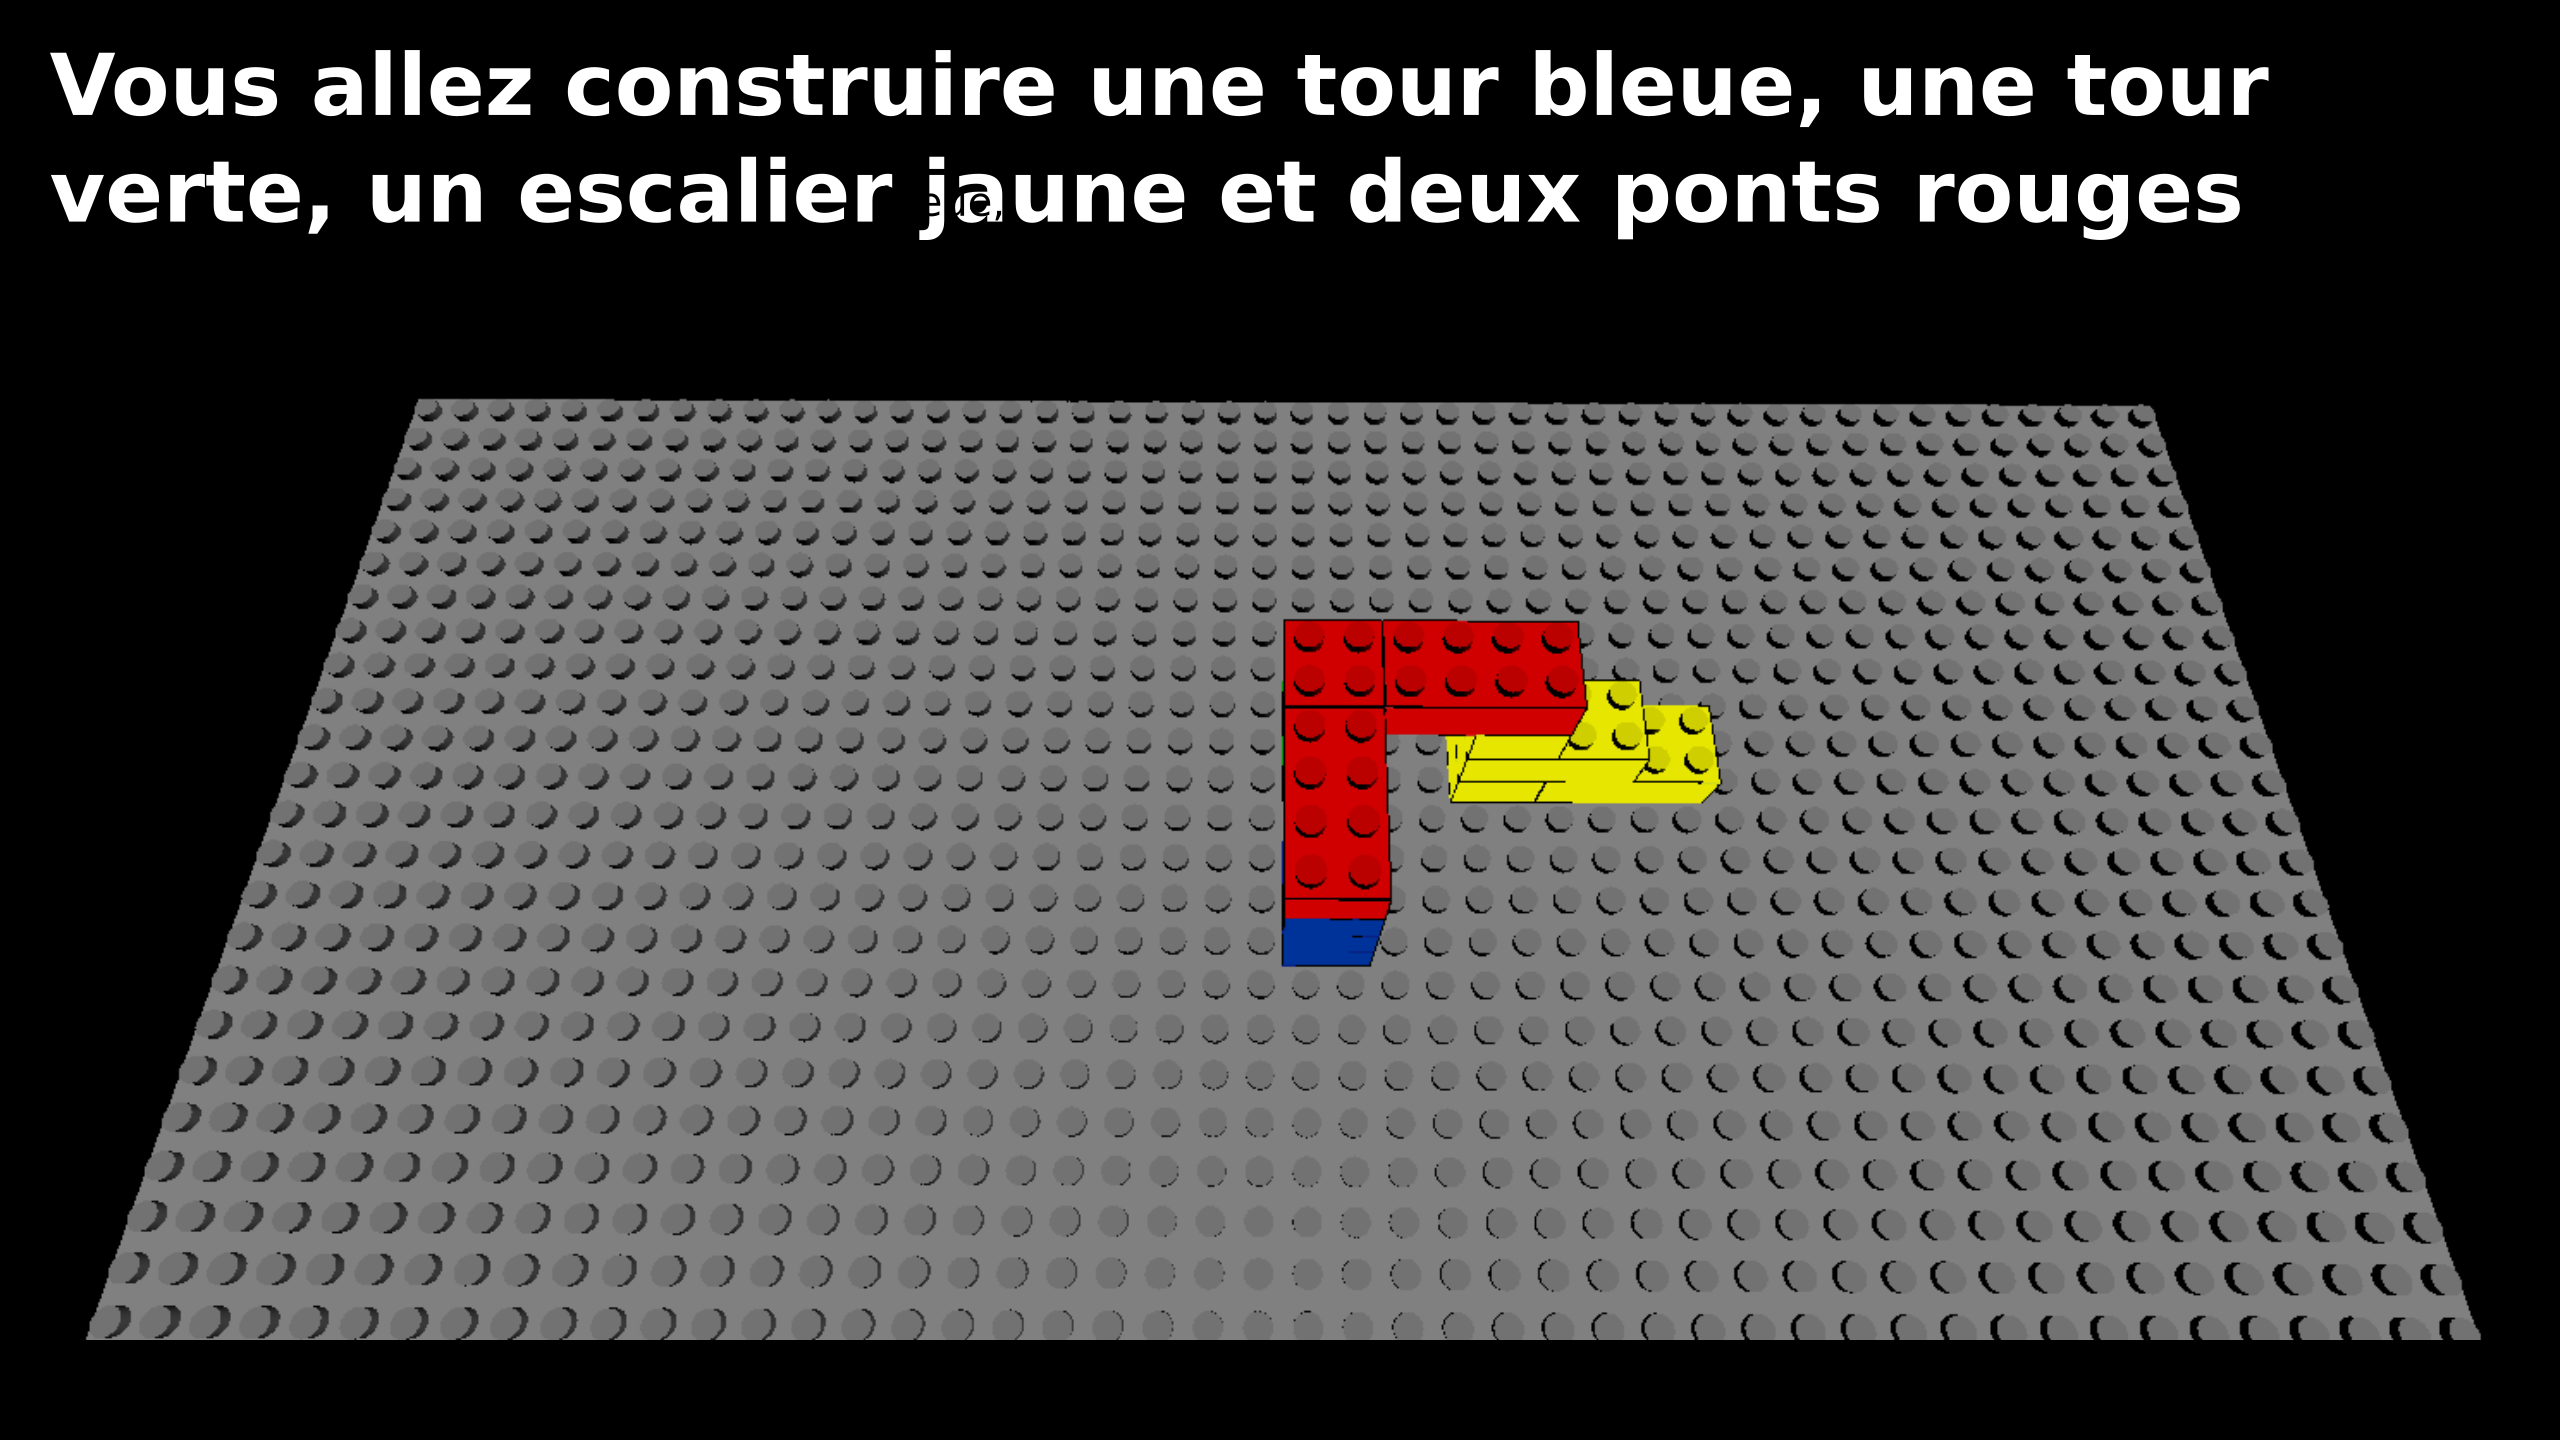 Vous allez construire une tour bleue, une tour
verte, un escalier jaune et deux ponts rouges